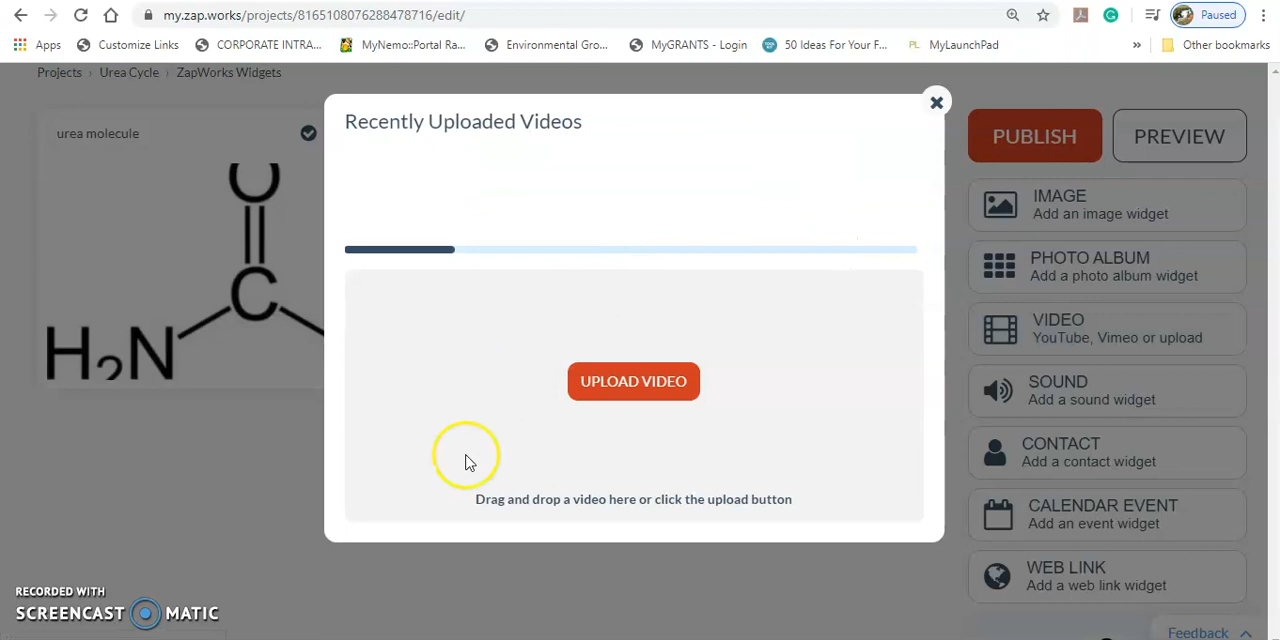 my.zap.works/projects/8165108076288478716/edit/
Paused
Apps
Customize Links
CORPORATE INTRA...
MyNemo::Portal Ra...
Environmental Gro...
MyGRANTS - Login
50 Ideas For Your F...
PL MyLaunchPad
»
Other bookmarks
Projects › Urea Cycle › ZapWorks Widgets
urea molecule
O
C
H₂N
Recently Uploaded Videos
UPLOAD VIDEO
Drag and drop a video here or click the upload button
PUBLISH
PREVIEW
IMAGE
Add an image widget
PHOTO ALBUM
Add a photo album widget
VIDEO
YouTube, Vimeo or upload
SOUND
Add a sound widget
CONTACT
Add a contact widget
CALENDAR EVENT
Add an event widget
WEB LINK
Add a web link widget
Feedback
RECORDED WITH
SCREENCAST MATIC